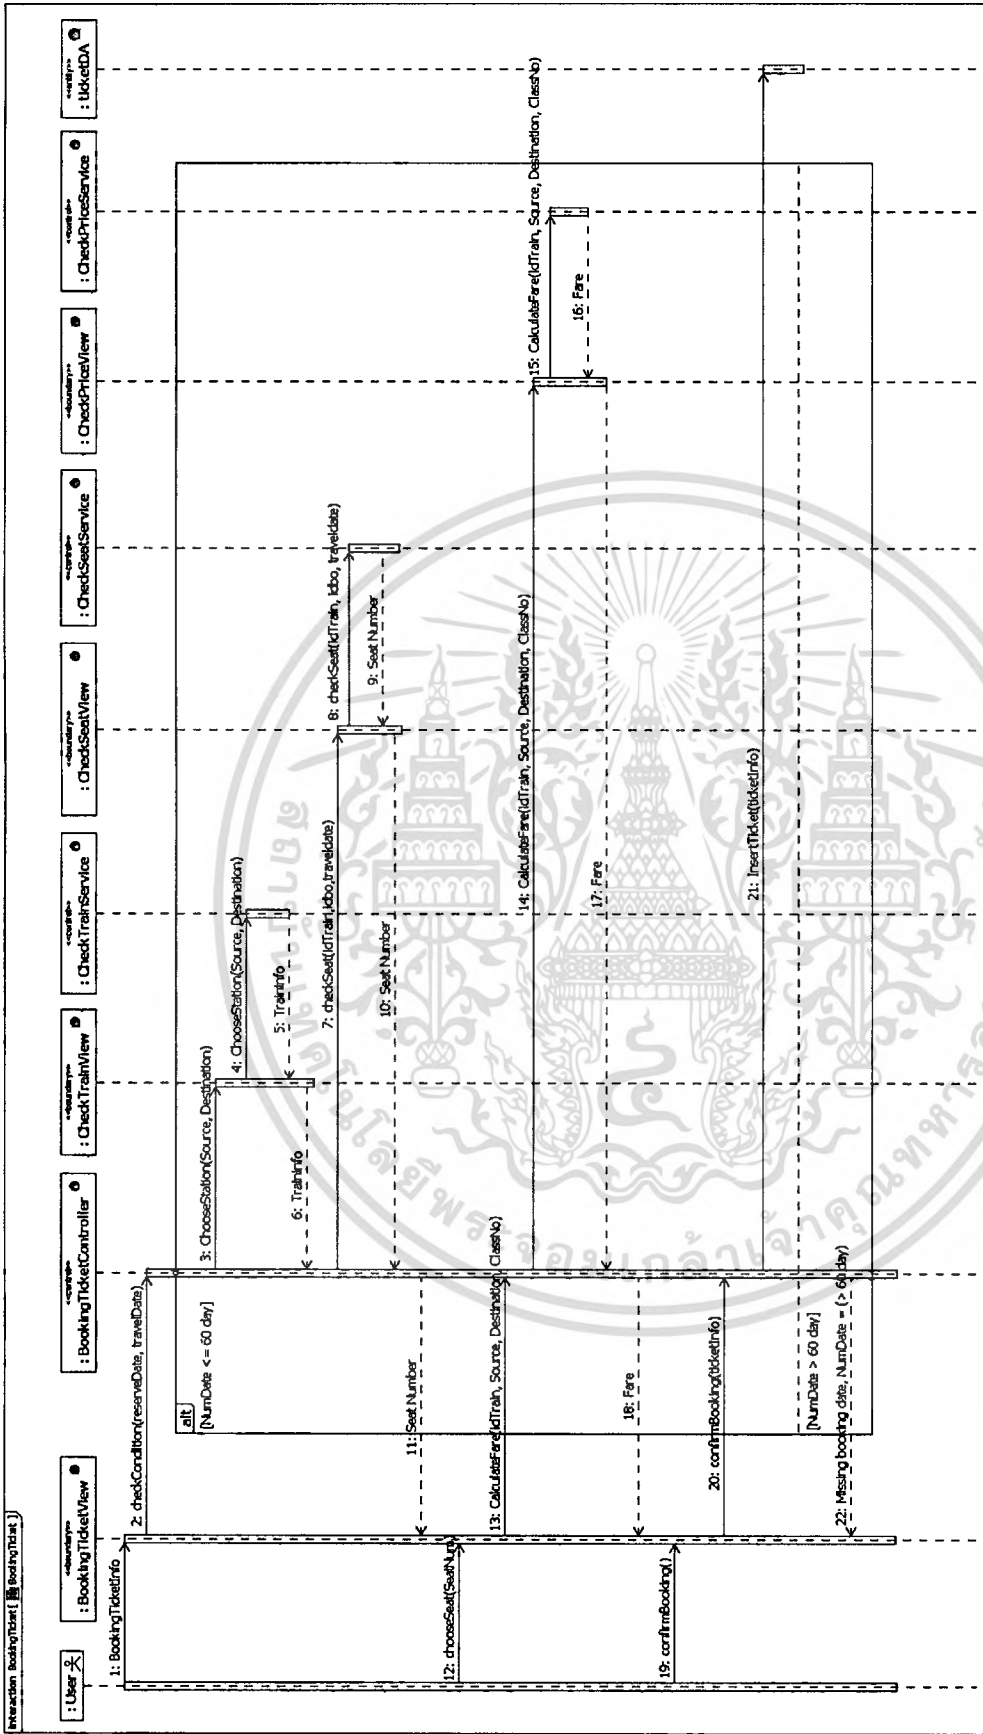 interaction BookingTicket [ BookingTicket ]
: User
<<boundary>>
: BookingTicketView
<<control>>
: BookingTicketController
<<boundary>>
: CheckTrainView
<<control>>
: CheckTrainService
<<boundary>>
: CheckSeatView
<<control>>
: CheckSeatService
<<boundary>>
: CheckPriceView
<<control>>
: CheckPriceService
<<entity>>
: ticketDA
1: BookingTicketInfo
2: checkCondition(reserveDate, travelDate)
alt
[NumDate <= 60 day]
3: ChooseStation(Source, Destination)
4: ChooseStation(Source, Destination)
5: TrainInfo
6: TrainInfo
7: checkSeat(IdTrain,idbo,traveldate)
8: checkSeat(IdTrain, idbo, traveldate)
9: Seat Number
10: Seat Number
11: Seat Number
12: chooseSeat(SeatNum)
13: CalculateFare(IdTrain, Source, Destination, ClassNo)
14: CalculateFare(IdTrain, Source, Destination, ClassNo)
15: CalculateFare(IdTrain, Source, Destination, ClassNo)
16: Fare
17: Fare
18: Fare
19: confirmBooking()
20: confirmBooking(ticketInfo)
21: InsertTicket(ticketInfo)
[NumDate > 60 day]
22: Missing booking date, NumDate = (> 60 day)